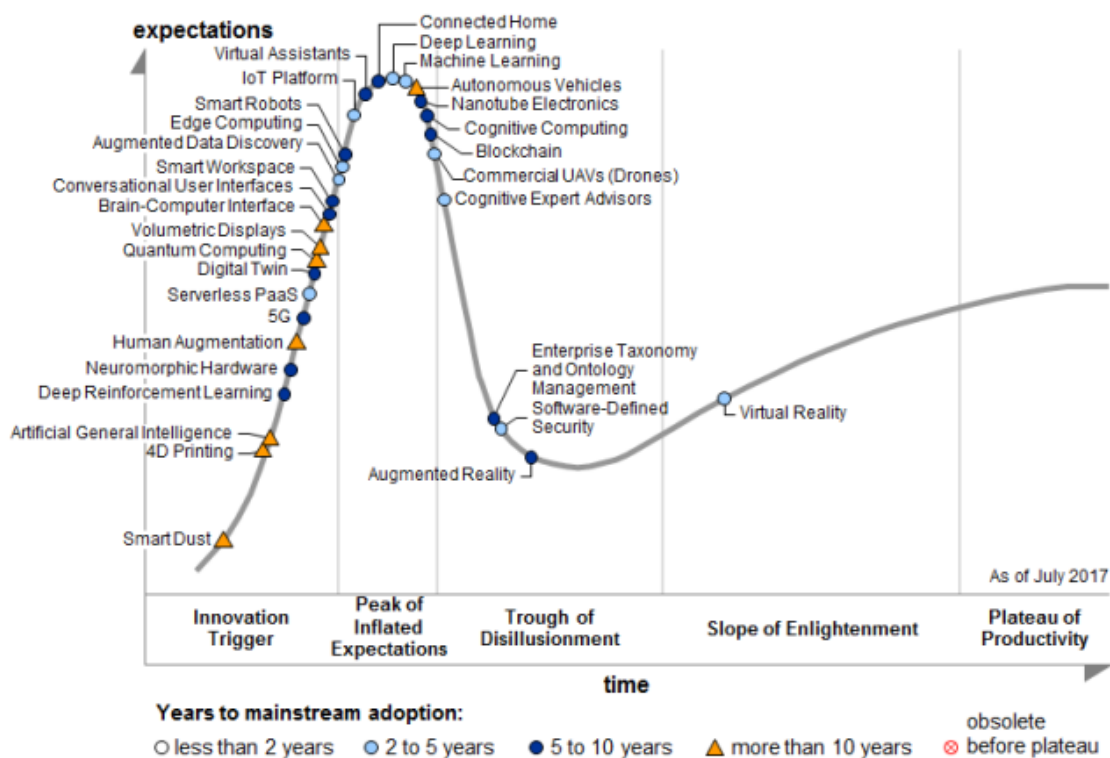 expectations
Connected Home
Deep Learning
Virtual Assistants
Machine Learning
IoT Platform
Autonomous Vehicles
Smart Robots
Nanotube Electronics
Edge Computing
Cognitive Computing
Augmented Data Discovery
Blockchain
Smart Workspace
Commercial UAVs (Drones)
Conversational User Interfaces
Cognitive Expert Advisors
Brain-Computer Interface
Volumetric Displays
Quantum Computing
Digital Twin
Serverless PaaS
5G
Human Augmentation
Neuromorphic Hardware
Deep Reinforcement Learning
Artificial General Intelligence
4D Printing
Smart Dust
Enterprise Taxonomy
and Ontology
Management
Software-Defined
Security
Augmented Reality
Virtual Reality
As of July 2017
Innovation
Trigger
Peak of
Inflated
Expectations
Trough of
Disillusionment
Slope of Enlightenment
Plateau of
Productivity
time
Years to mainstream adoption:
less than 2 years
2 to 5 years
5 to 10 years
more than 10 years
obsolete
before plateau